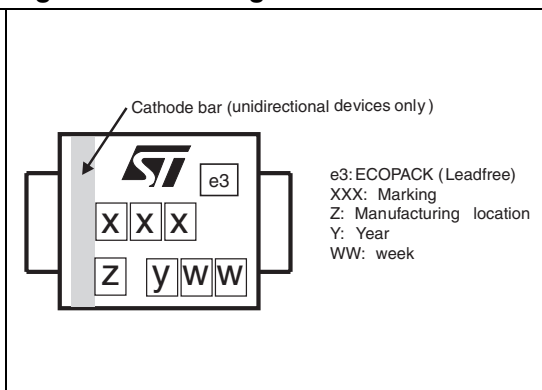 Cathode bar (unidirectional devices only)
ST
e3
x x x
z y w w
e3: ECOPACK (Leadfree)
XXX: Marking
Z: Manufacturing location
Y: Year
WW: week